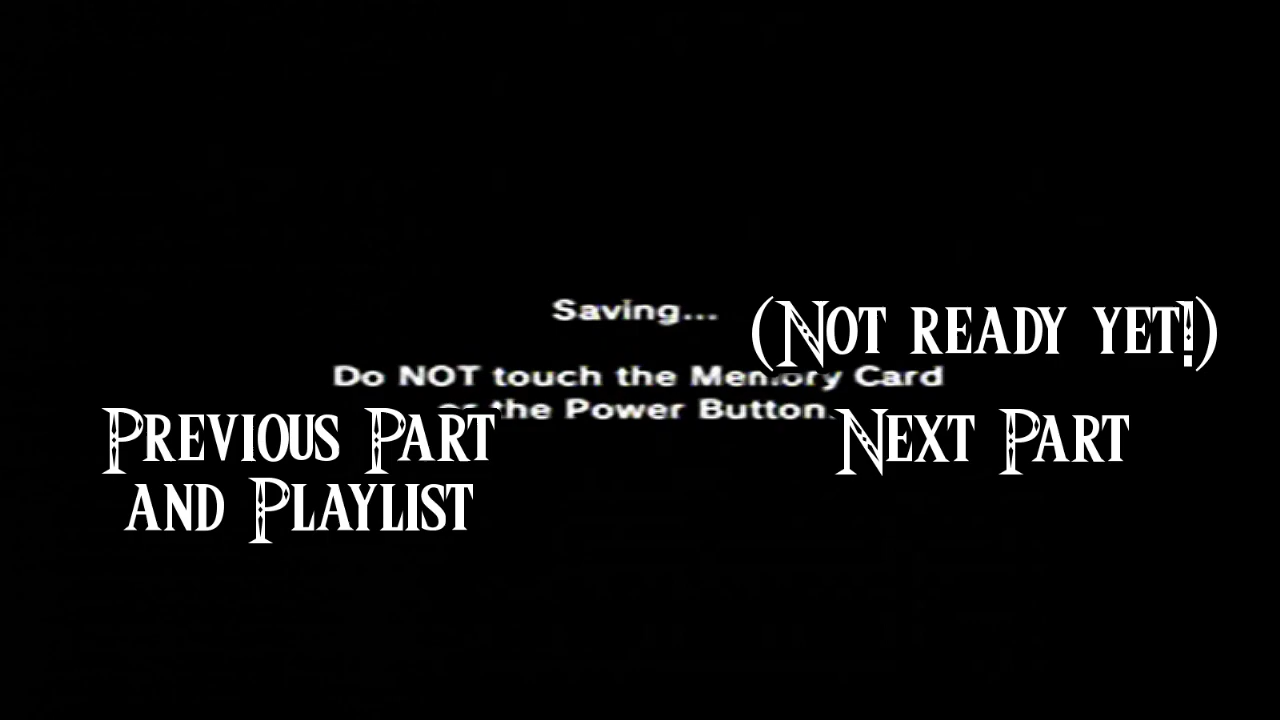 Saving...
(Not ready yet!)
Do NOT touch the Memory Card
or the Power Button.
Previous Part
and Playlist
Next Part